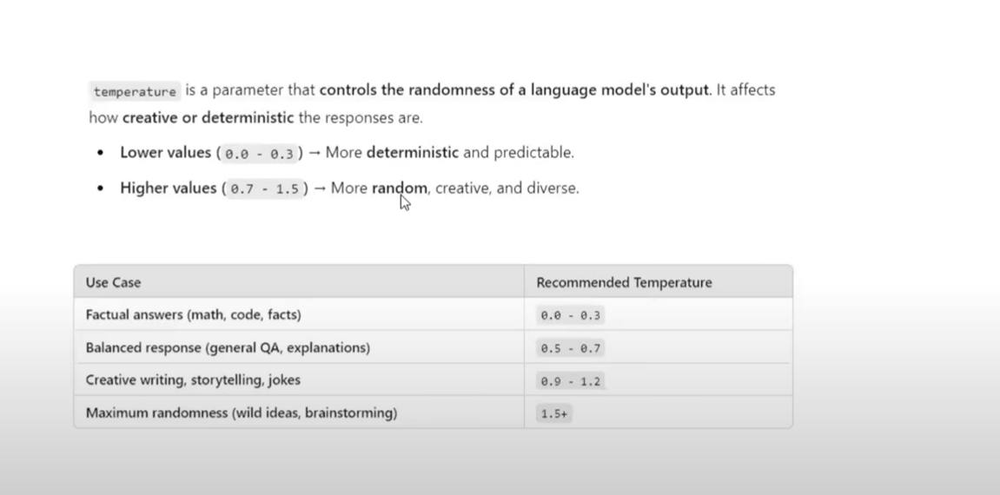 temperature is a parameter that controls the randomness of a language model's output. It affects
how creative or deterministic the responses are.
• Lower values ( 0.0 - 0.3 ) → More deterministic and predictable.
• Higher values ( 0.7 - 1.5 ) → More random, creative, and diverse.
Use Case Recommended Temperature
Factual answers (math, code, facts) 0.0 - 0.3
Balanced response (general QA, explanations) 0.5 - 0.7
Creative writing, storytelling, jokes 0.9 - 1.2
Maximum randomness (wild ideas, brainstorming) 1.5+